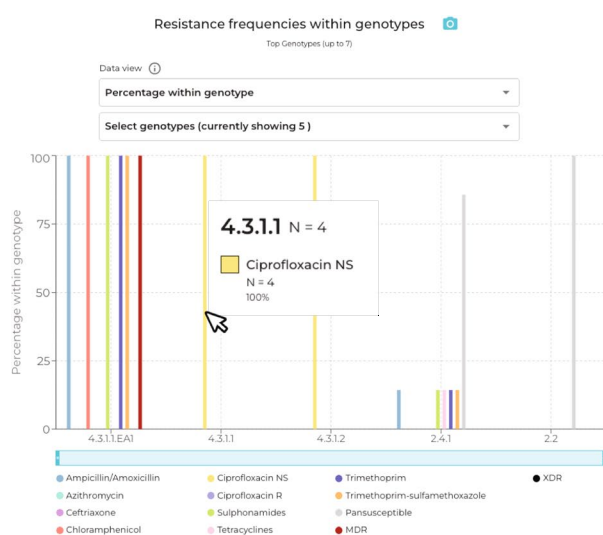 Resistance frequencies within genotypes
Top Genotypes (up to 7)
Data view
Percentage within genotype
Select genotypes (currently showing 5 )
Percentage within genotype
100
75
50
25
0
4.3.1.1 N = 4
Ciprofloxacin NS
N = 4
100%
4.3.1.1.EA1 4.3.1.1 4.3.1.2 2.4.1 2.2
Ampicillin/Amoxicillin Ciprofloxacin NS Trimethoprim XDR
Azithromycin Ciprofloxacin R Trimethoprim-sulfamethoxazole
Ceftriaxone Sulphonamides Pansusceptible
Chloramphenicol Tetracyclines MDR